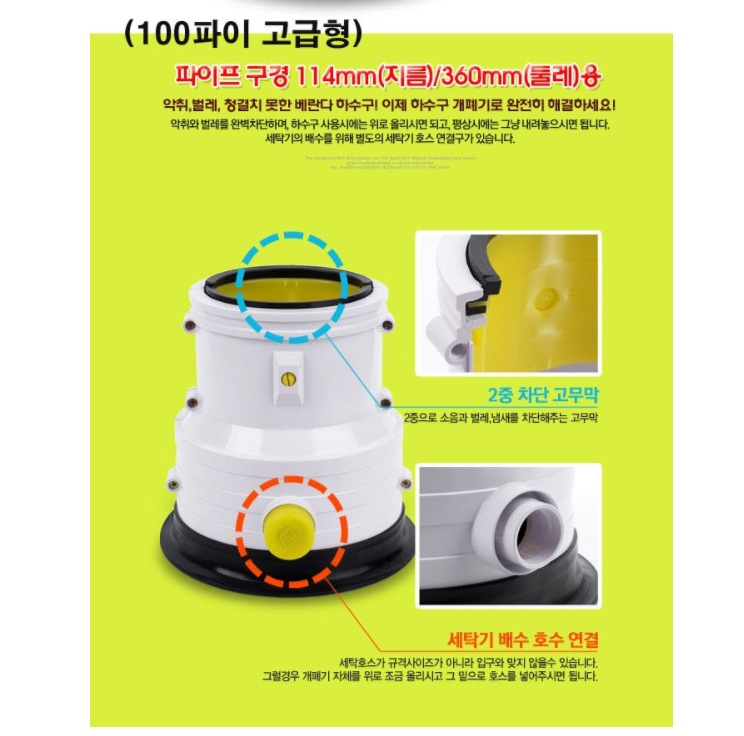 (100파이 고급형)
파이프 구경 114mm(지름)/360mm(둘레)용
악취,벌레, 청결치 못한 베란다 하수구! 이제 하수구 개폐기로 완전히 해결하세요!
악취와 벌레를 완벽차단하며, 하수구 사용시에는 위로 올리시면 되고, 평상시에는 그냥 내려놓으시면 됩니다.
세탁기의 배수를 위해 별도의 세탁기 호스 연결구가 있습니다.
2중 차단 고무막
2중으로 소음과 벌레,냄새를 차단해주는 고무막
세탁기 배수 호수 연결
세탁호스가 규격사이즈가 아니라 입구와 맞지 않을수 있습니다.
그럴경우 개폐기 자체를 위로 조금 올리시고 그 밑으로 호스를 넣어주시면 됩니다.